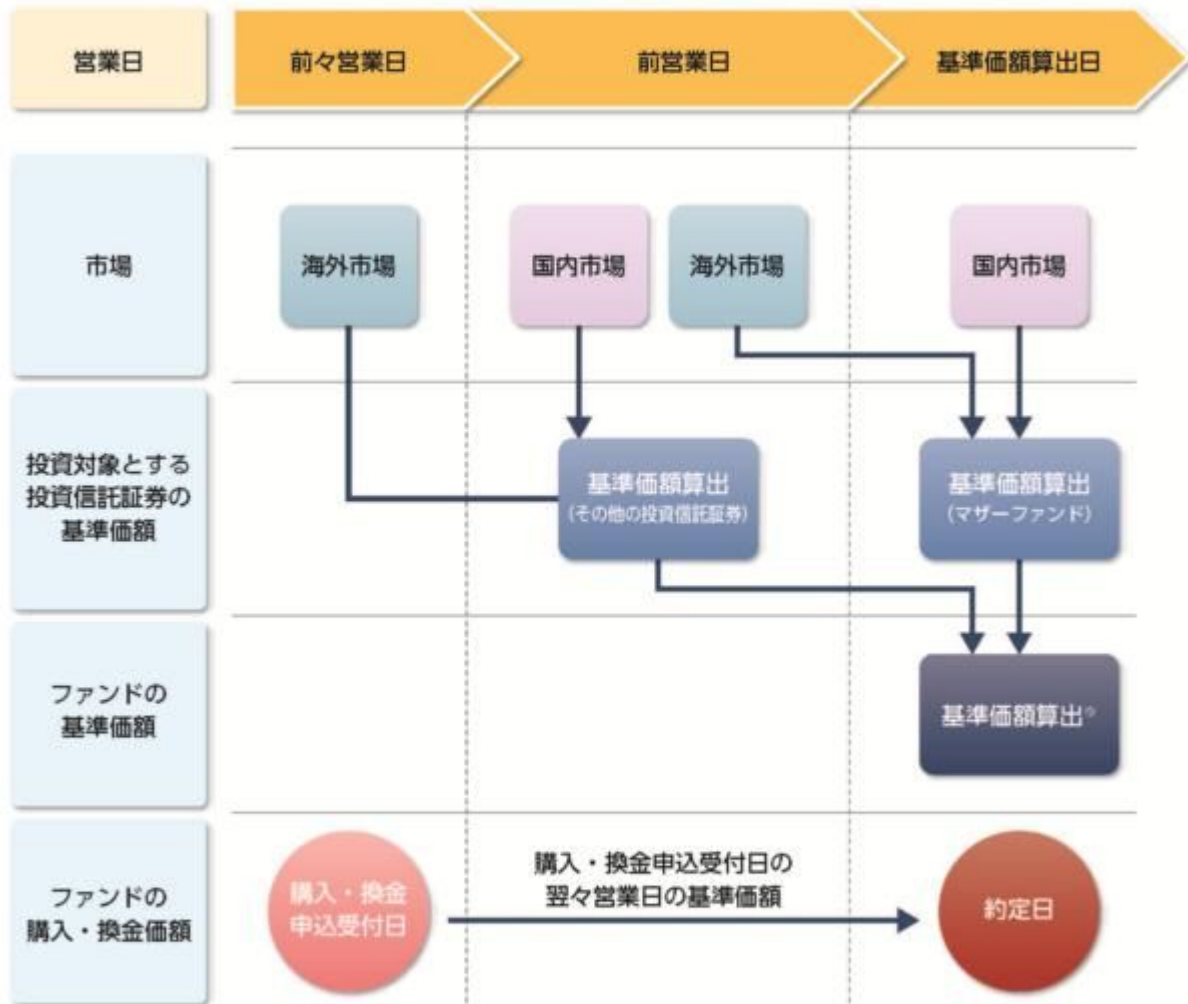 営業日
前々営業日
前営業日
基準価額算出日
市場
海外市場
国内市場
海外市場
国内市場
投資対象とする
投資信託証券の
基準価額
基準価額算出
(その他の投資信託証券)
基準価額算出
(マザーファンド)
ファンドの
基準価額
基準価額算出※
ファンドの
購入・換金価額
購入・換金
申込受付日
購入・換金申込受付日の
翌々営業日の基準価額
約定日